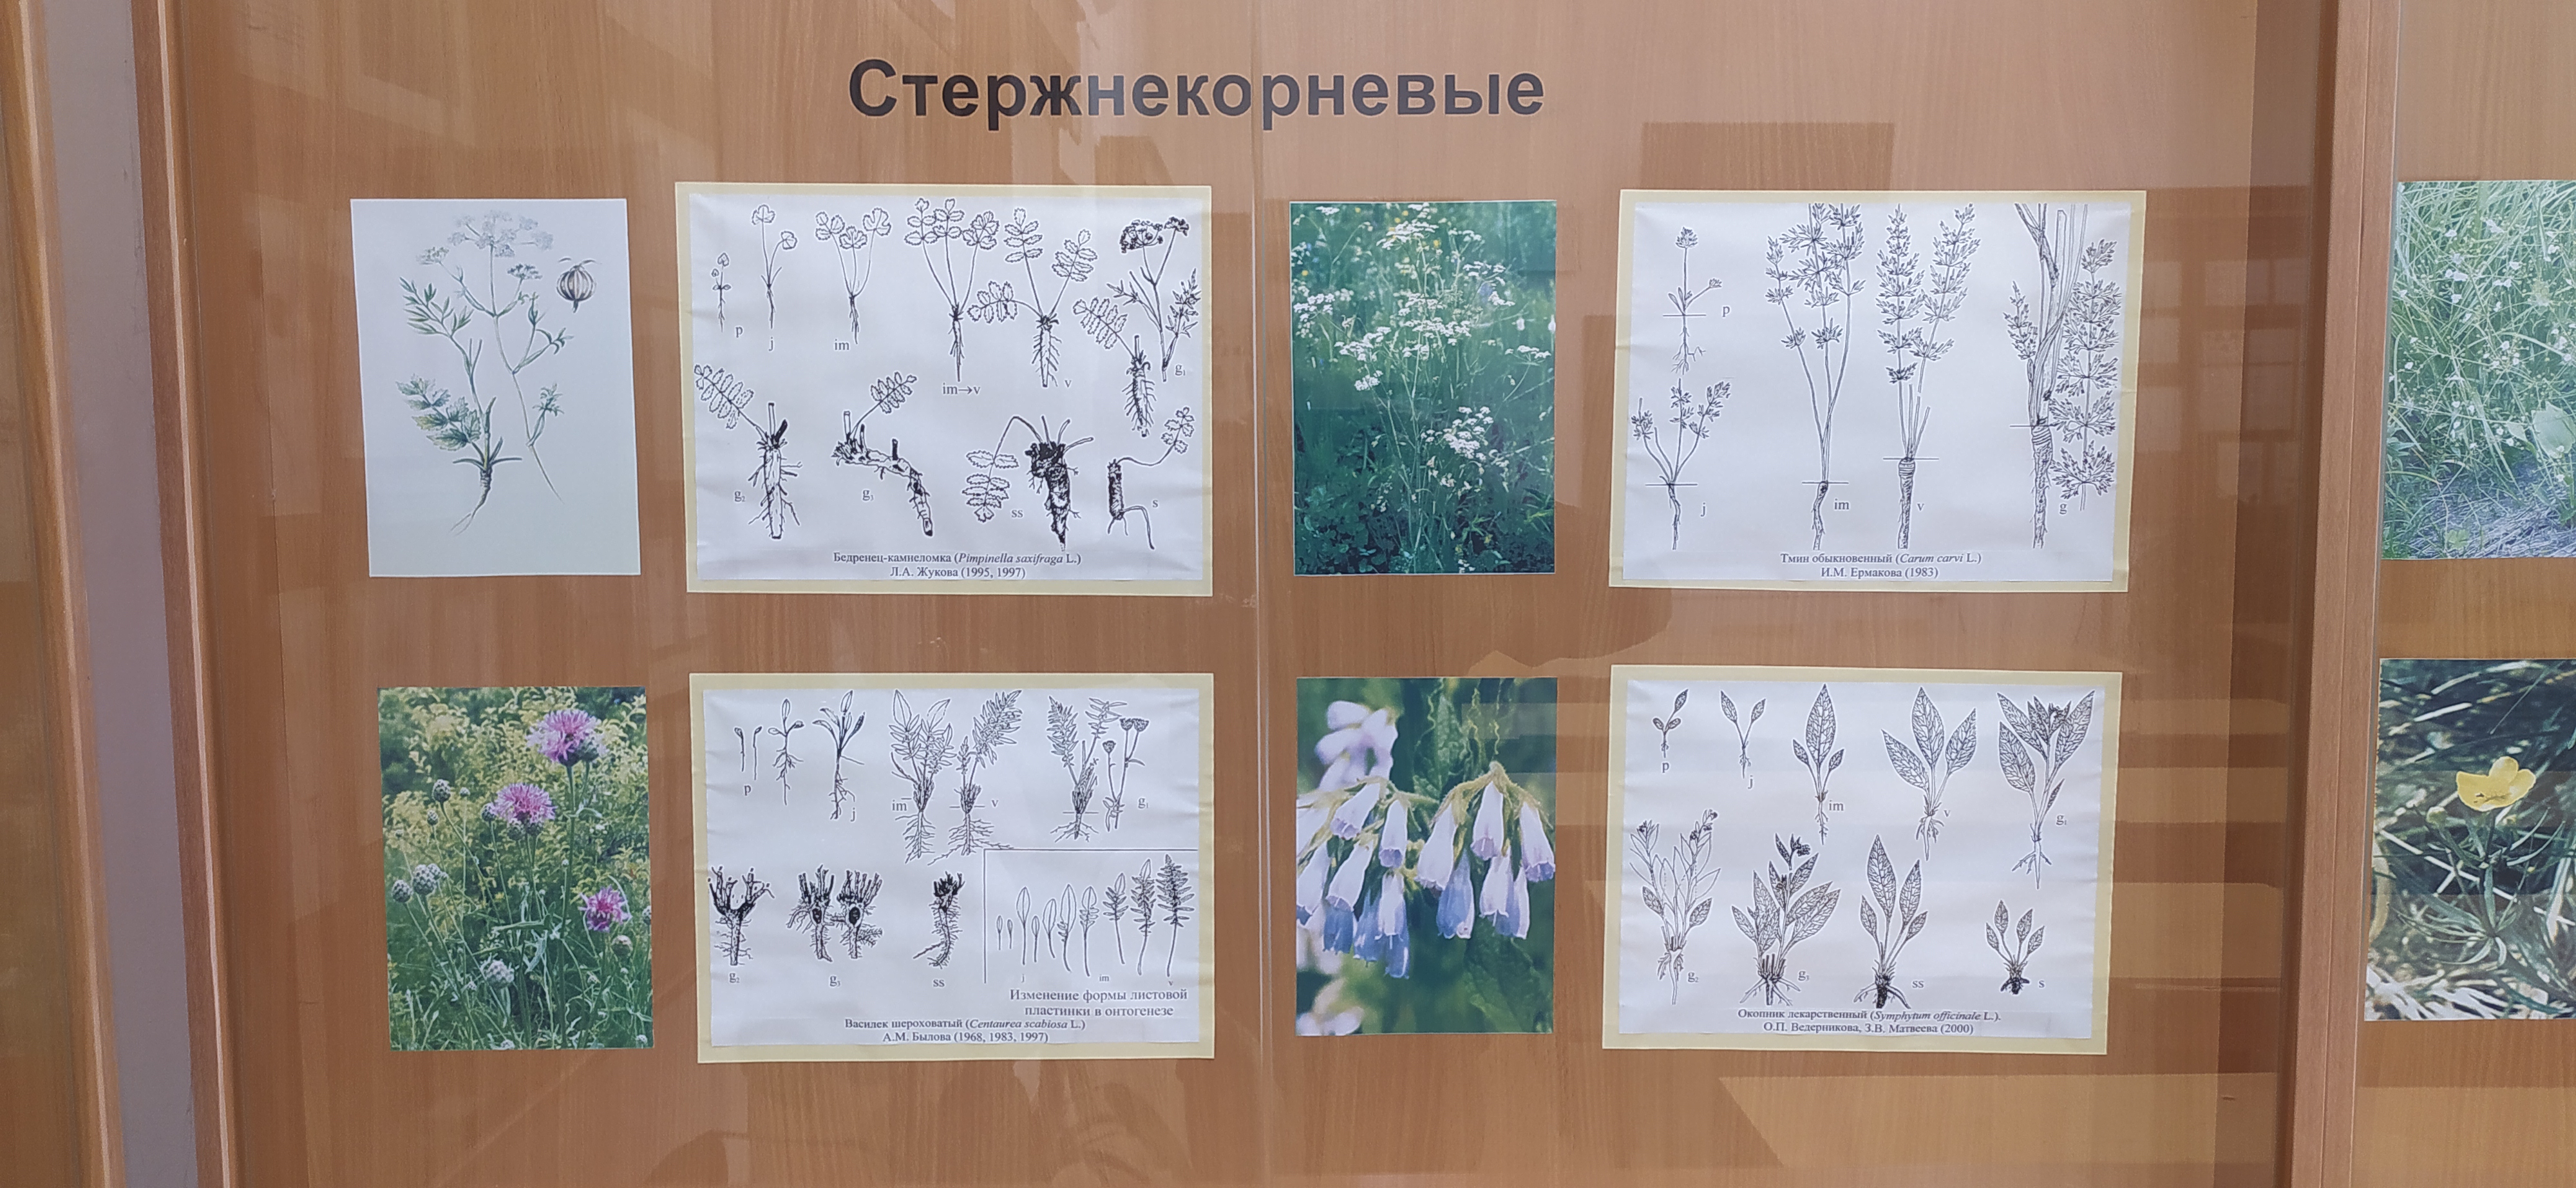 Стержнекорневые
p
j
im
im→v
v
g₁
g₂
g₃
ss
s
Бедренец-камнеломка (Pimpinella saxifraga L.)
Л.А. Жукова (1995, 1997)
p
j
im
v
g
Тмин обыкновенный (Carum carvi L.)
И.М. Ермакова (1983)
p
j
im
v
g₁
g₂
g₃
ss
j
im
v
Изменение формы листовой
пластинки в онтогенезе
Василек шероховатый (Centaurea scabiosa L.)
А.М. Былова (1968, 1983, 1997)
p
j
im
v
g₁
g₂
g₃
ss
s
Окопник лекарственный (Symphytum officinale L.).
О.П. Ведерникова, З.В. Матвеева (2000)